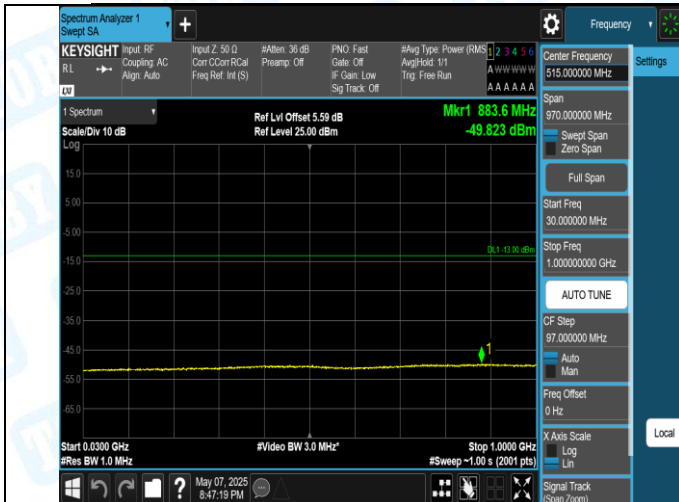 Spectrum Analyzer 1
Swept SA
Frequency
KEYSIGHT
RL
LXI
Input: RF
Coupling: AC
Align: Auto
Input Z: 50 Ω
Corr CCorr RCal
Freq Ref: Int (S)
#Atten: 36 dB
Preamp: Off
PNO: Fast
Gate: Off
IF Gain: Low
Sig Track: Off
#Avg Type: Power (RMS
Avg|Hold: 1/1
Trig: Free Run
1 2 3 4 5 6
A W W W W W
A A A A A A
1 Spectrum
Scale/Div 10 dB
Log
Ref Lvl Offset 5.59 dB
Ref Level 25.00 dBm
Mkr1 883.6 MHz
-49.823 dBm
15.0
5.00
-5.00
-15.0
-25.0
-35.0
-45.0
-55.0
-65.0
DL1 -13.00 dBm
1
Start 0.0300 GHz
#Res BW 1.0 MHz
#Video BW 3.0 MHz*
Stop 1.0000 GHz
#Sweep ~1.00 s (2001 pts)
?
May 07, 2025
8:47:19 PM
Center Frequency
515.000000 MHz
Settings
Span
970.000000 MHz
Swept Span
Zero Span
Full Span
Start Freq
30.000000 MHz
Stop Freq
1.000000000 GHz
AUTO TUNE
CF Step
97.000000 MHz
Auto
Man
Freq Offset
0 Hz
X Axis Scale
Log
Lin
Local
Signal Track
(Span Zoom)